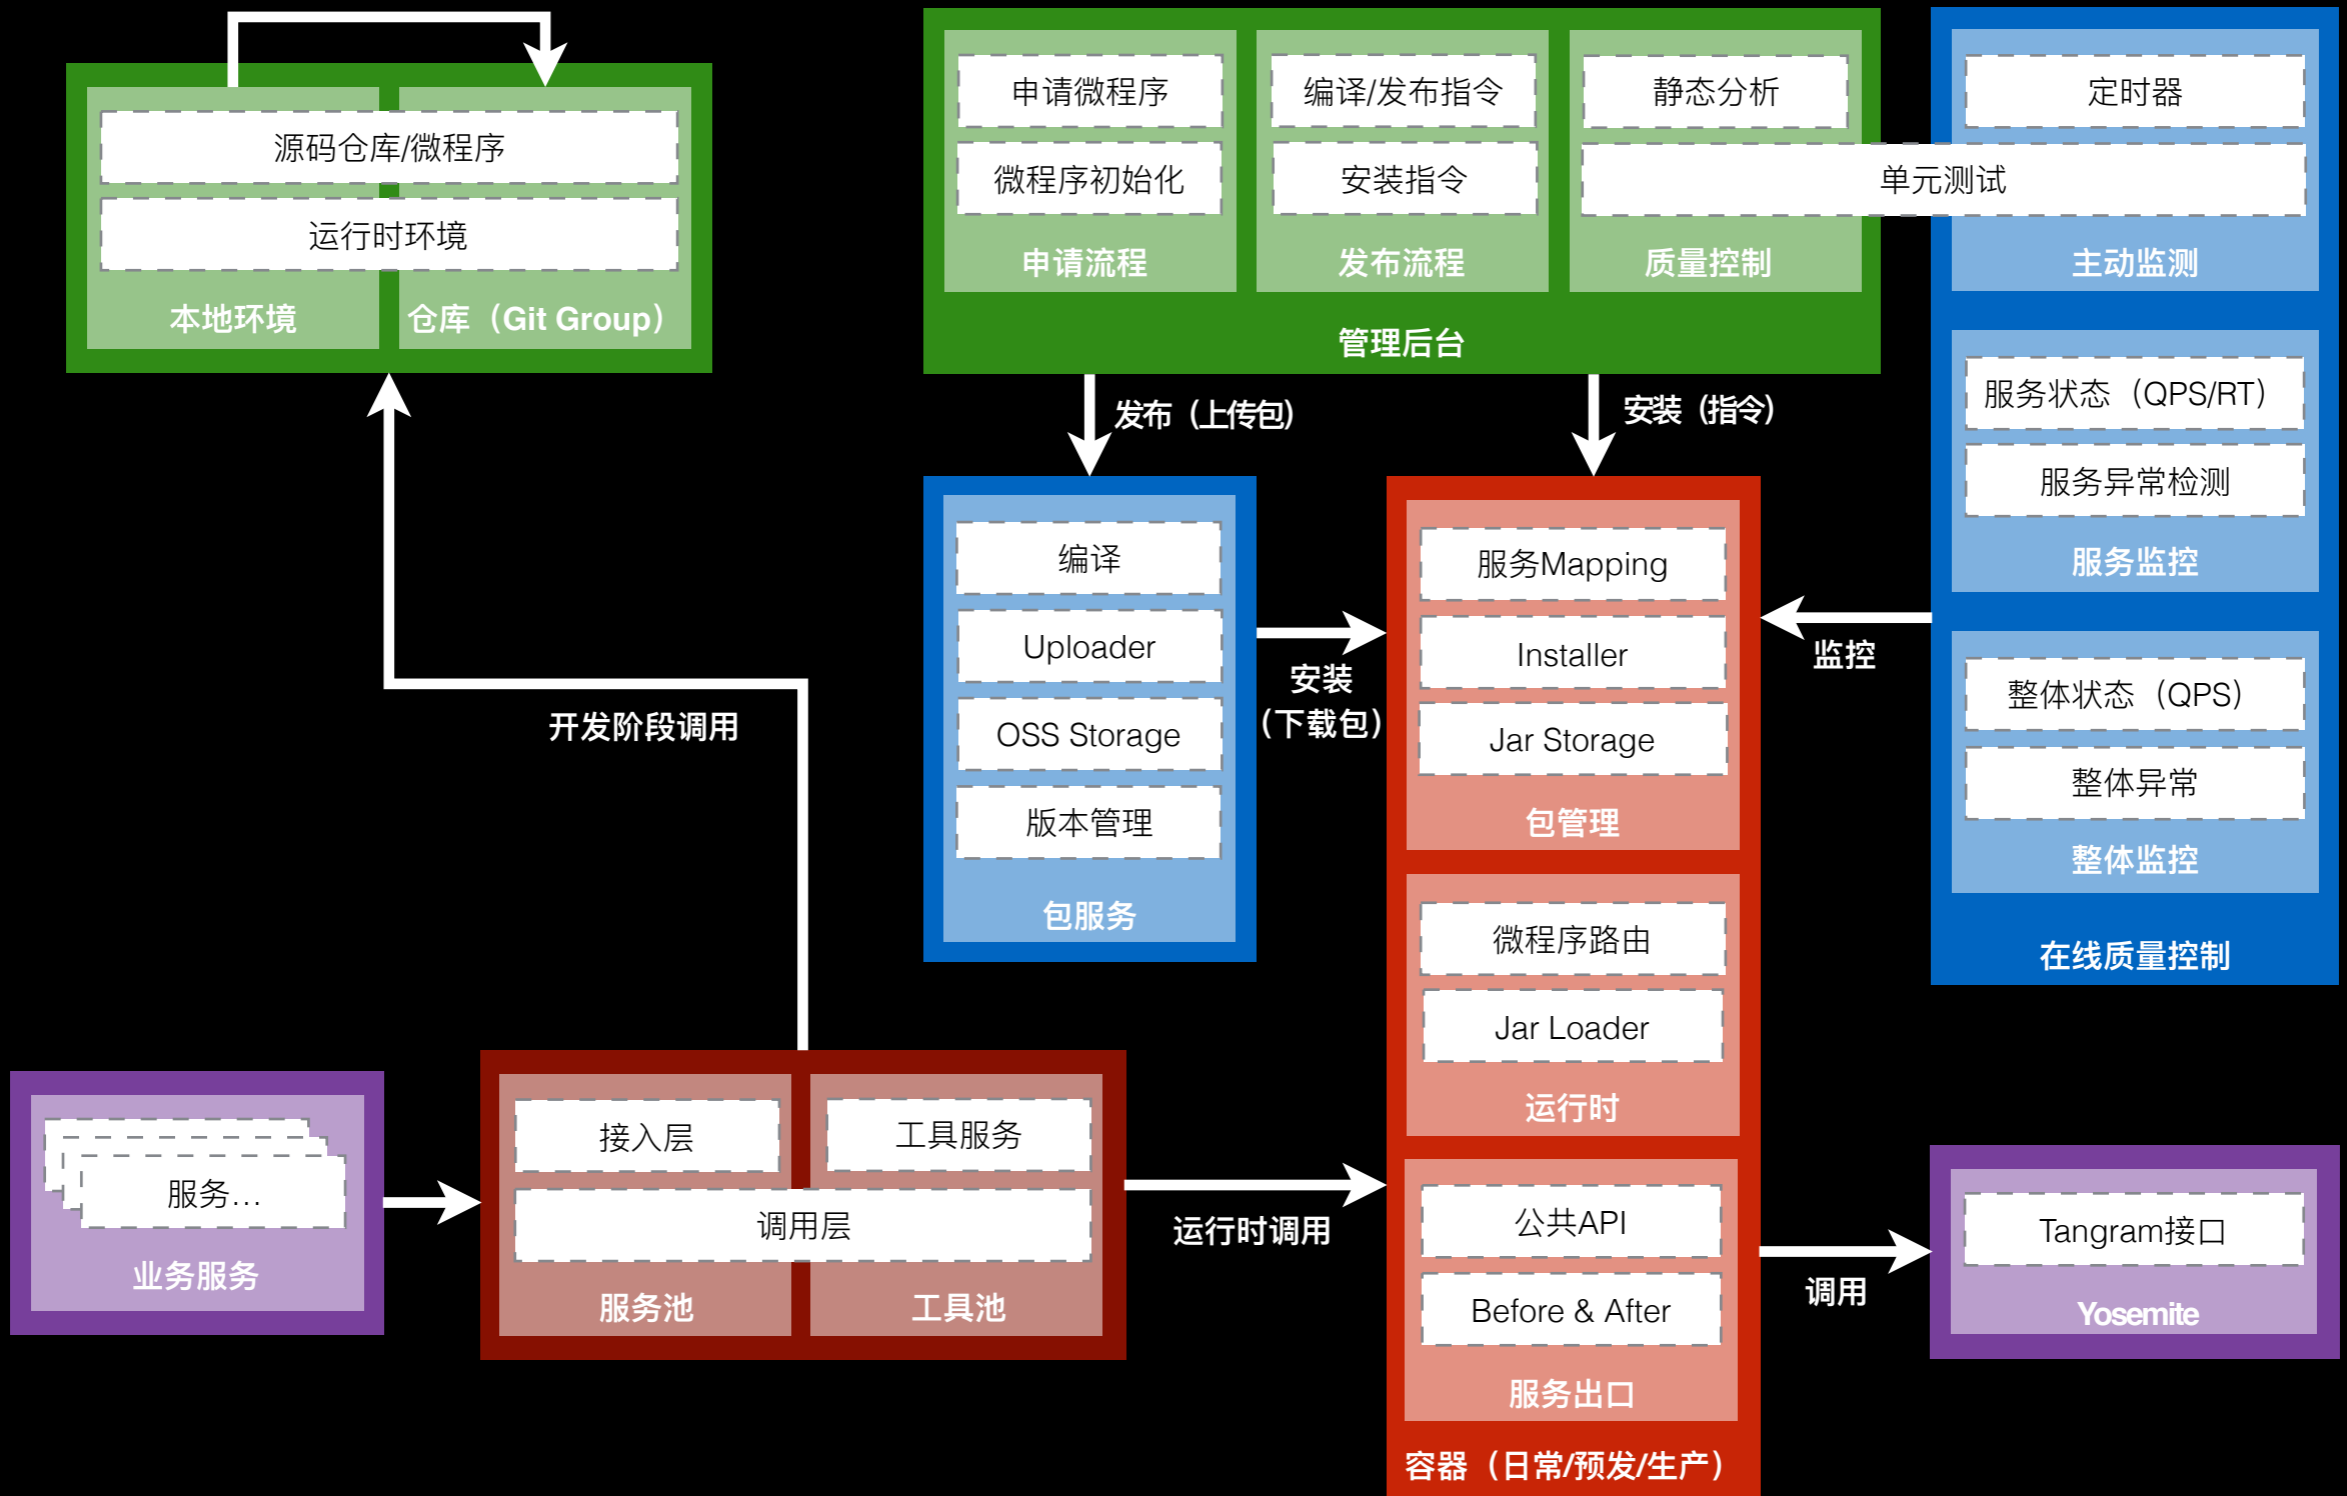 源码仓库/微程序
运行时环境
本地环境
仓库（Git Group）
申请微程序
微程序初始化
申请流程
编译/发布指令
安装指令
发布流程
静态分析
单元测试
质量控制
管理后台
定时器
主动监测
服务状态（QPS/RT）
服务异常检测
服务监控
整体状态（QPS）
整体异常
整体监控
在线质量控制
发布（上传包）
安装（指令）
编译
Uploader
OSS Storage
版本管理
包服务
安装
（下载包）
服务Mapping
Installer
Jar Storage
包管理
监控
微程序路由
Jar Loader
运行时
公共API
Before & After
服务出口
容器（日常/预发/生产）
开发阶段调用
服务...
业务服务
接入层
工具服务
调用层
服务池
工具池
运行时调用
调用
Tangram接口
Yosemite